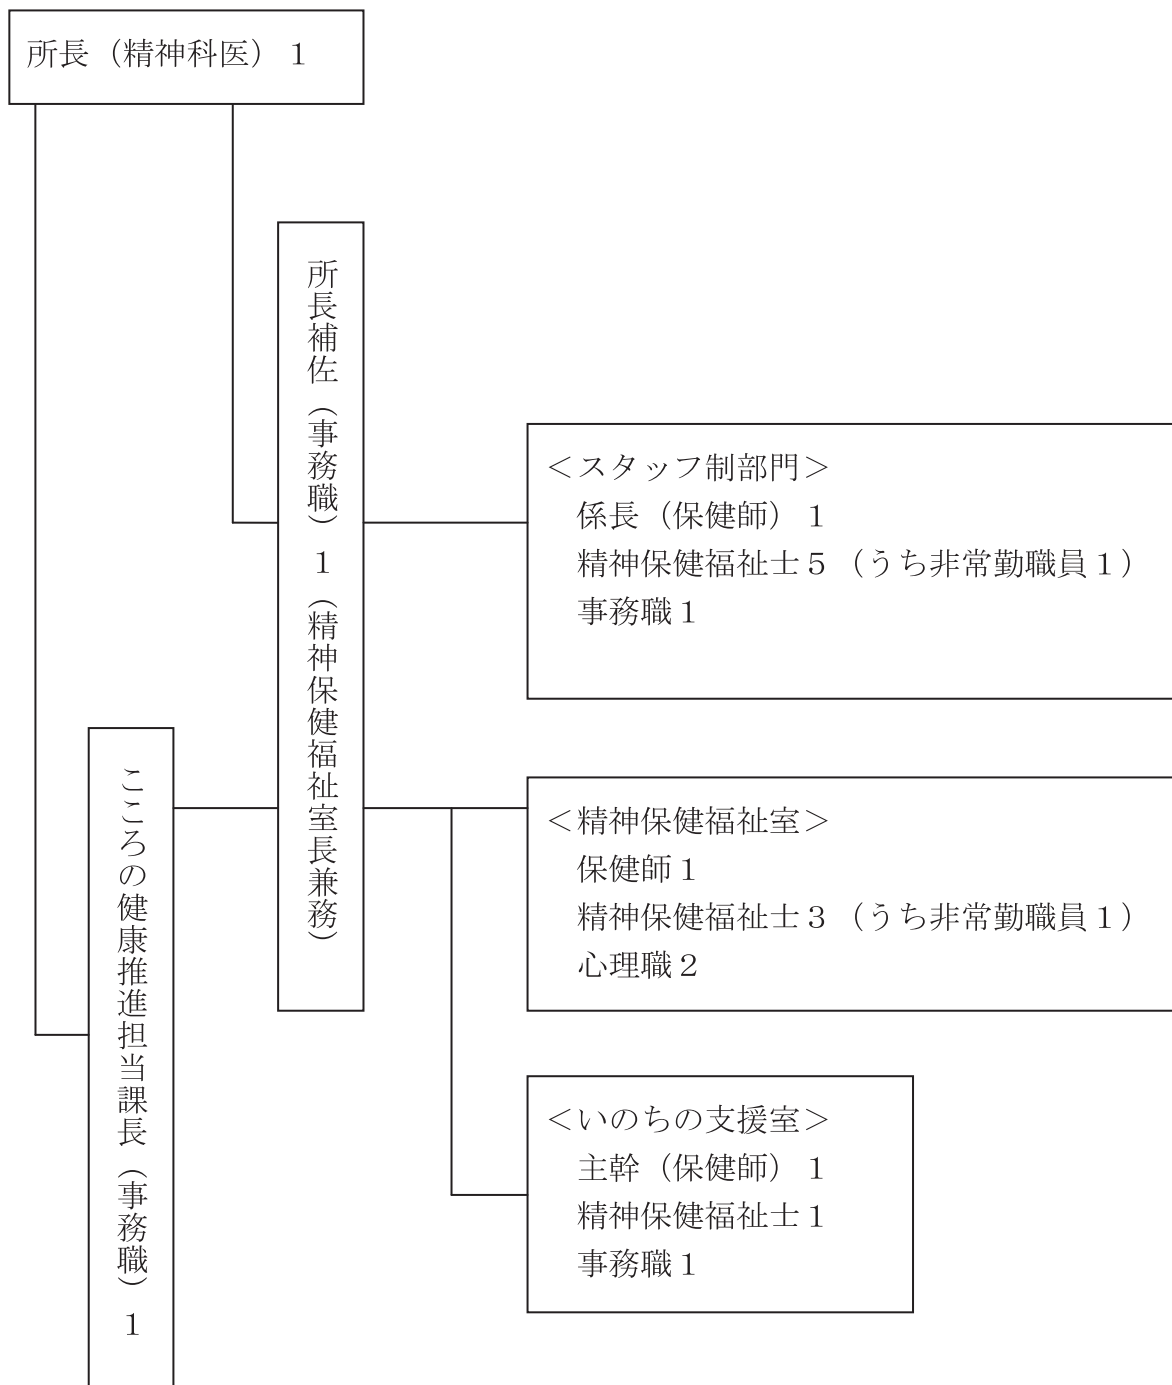 所長（精神科医）１
所長補佐（事務職）１（精神保健福祉室長兼務）
＜スタッフ制部門＞
係長（保健師）１
精神保健福祉士５（うち非常勤職員１）
事務職１
こころの健康推進担当課長（事務職）１
＜精神保健福祉室＞
保健師１
精神保健福祉士３（うち非常勤職員１）
心理職２
＜いのちの支援室＞
主幹（保健師）１
精神保健福祉士１
事務職１